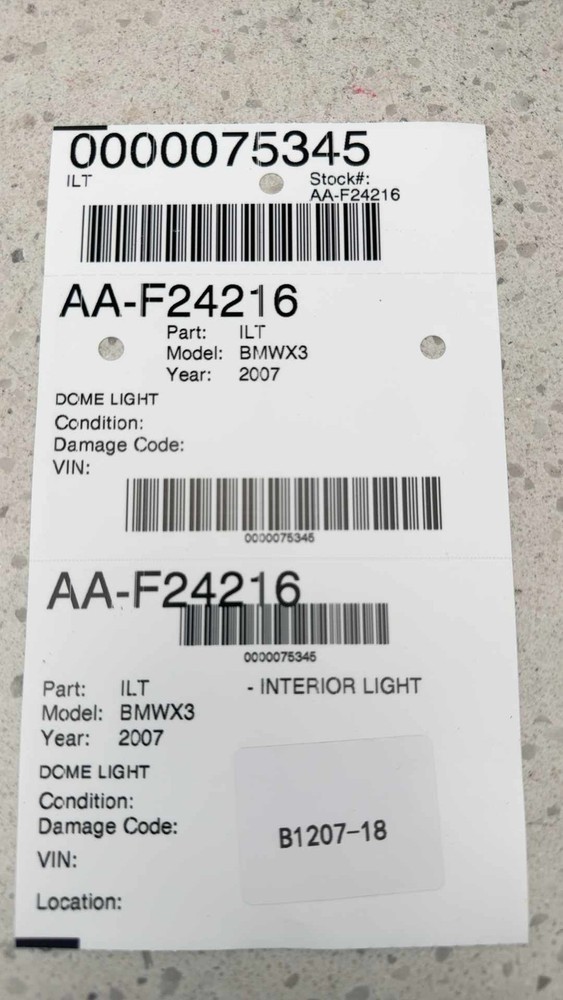 0000075345
ILT
Stock#:
AA-F24216
AA-F24216
Part: ILT
Model: BMWX3
Year: 2007
DOME LIGHT
Condition:
Damage Code:
VIN:
0000075345
AA-F24216
0000075345
Part: ILT - INTERIOR LIGHT
Model: BMWX3
Year: 2007
DOME LIGHT
Condition:
Damage Code:
B1207-18
VIN:
Location: